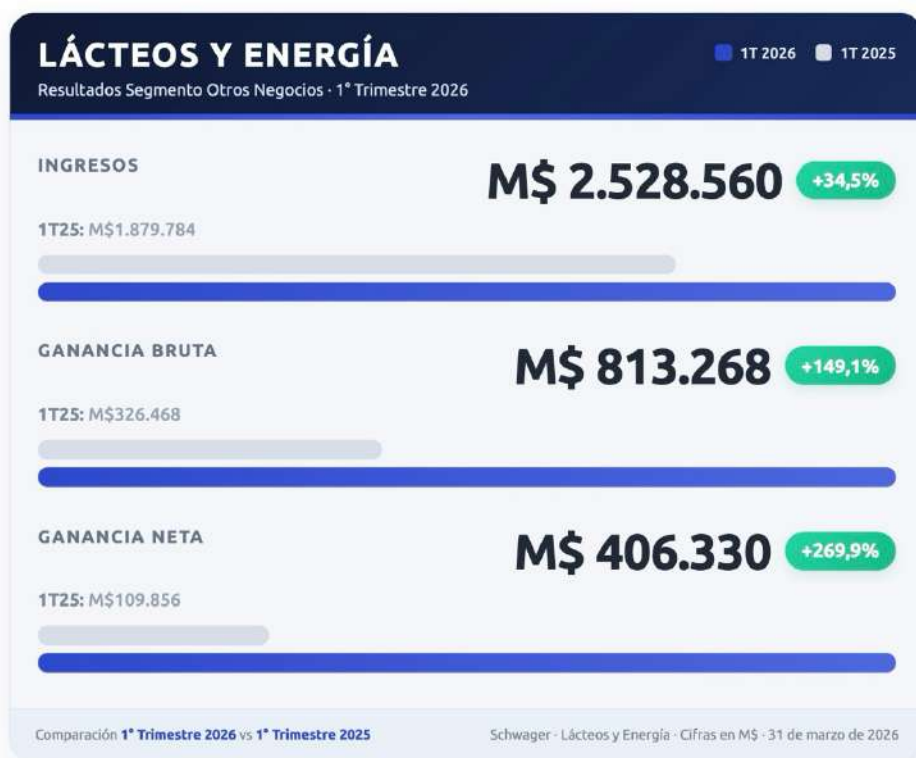 LÁCTEOS Y ENERGÍA
1T 2026 1T 2025
Resultados Segmento Otros Negocios · 1° Trimestre 2026
INGRESOS
M$ 2.528.560 +34,5%
1T25: M$1.879.784
GANANCIA BRUTA
M$ 813.268 +149,1%
1T25: M$326.468
GANANCIA NETA
M$ 406.330 +269,9%
1T25: M$109.856
Comparación 1° Trimestre 2026 vs 1° Trimestre 2025
Schwager · Lácteos y Energía · Cifras en M$ · 31 de marzo de 2026